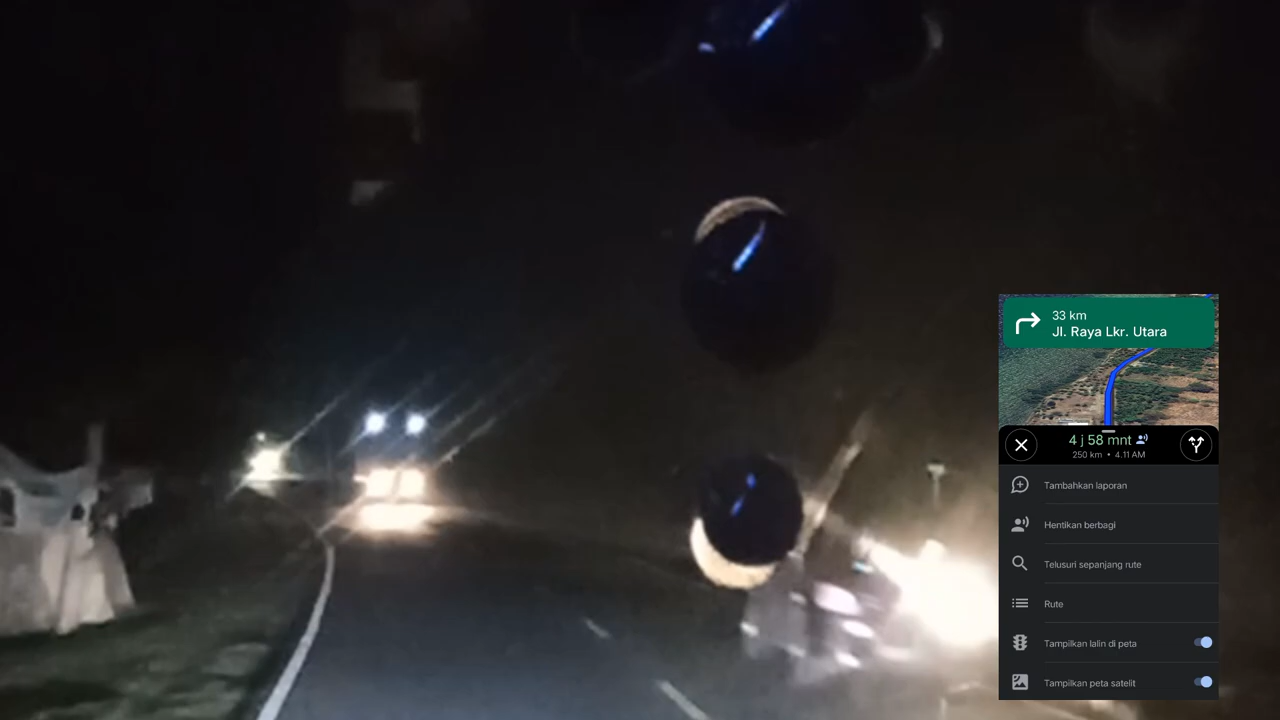 33 km
Jl. Raya Lkr. Utara
4 j 58 mnt
250 km • 4.11 AM
Tambahkan laporan
Hentikan berbagi
Telusuri sepanjang rute
Rute
Tampilkan lalin di peta
Tampilkan peta satelit